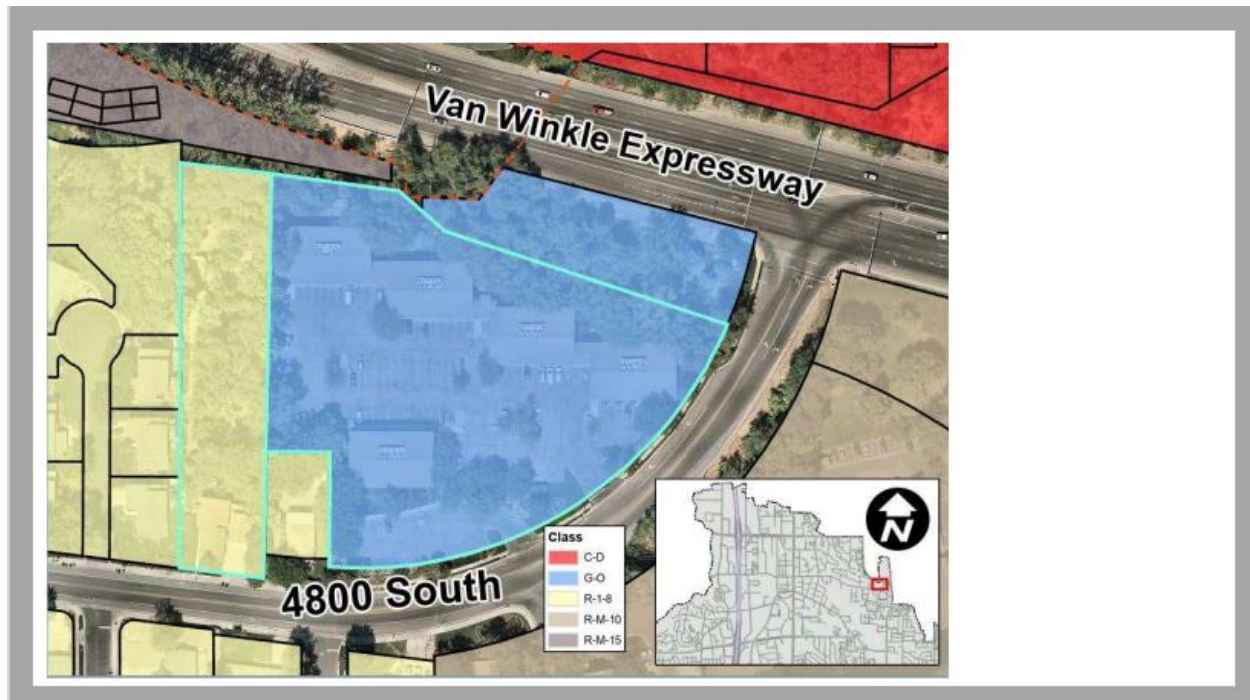 Van Winkle Expressway
4800 South
Class
C-D
G-O
R-1-8
R-M-10
R-M-15
N